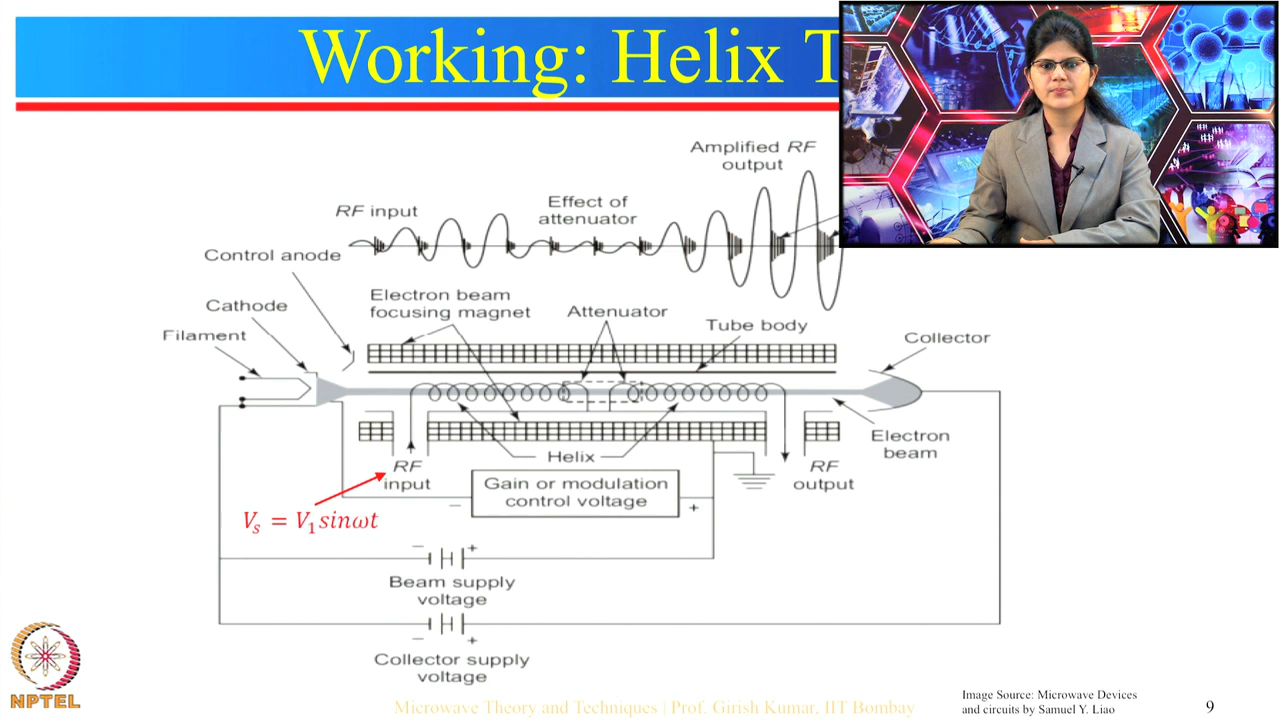 Working: Helix T
Amplified RF
output
RF input
Effect of
attenuator
Control anode
Cathode
Electron beam
focusing magnet
Attenuator
Tube body
Filament
Collector
Helix
Electron
beam
RF
input
Gain or modulation
control voltage
RF
output
− +
V_s = V_1 sinωt
− +
Beam supply
voltage
− +
Collector supply
voltage
NPTEL
Microwave Theory and Techniques | Prof. Girish Kumar, IIT Bombay
Image Source: Microwave Devices
and circuits by Samuel Y. Liao
9